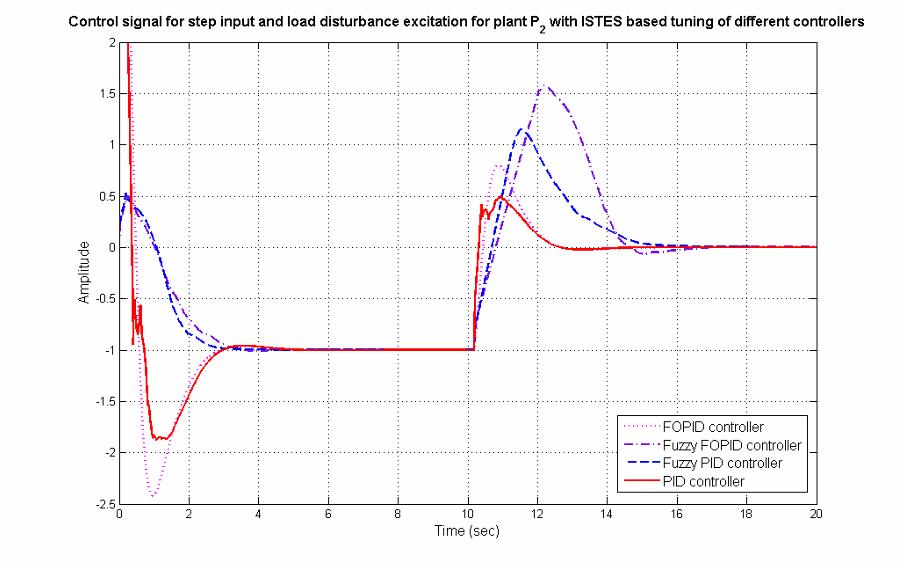 Control signal for step input and load disturbance excitation for plant P2 with ISTES based tuning of different controllers
2
1.5
1
0.5
0
-0.5
-1
-1.5
-2
-2.5
Amplitude
FOPID controller
Fuzzy FOPID controller
Fuzzy PID controller
PID controller
0 2 4 6 8 10 12 14 16 18 20
Time (sec)